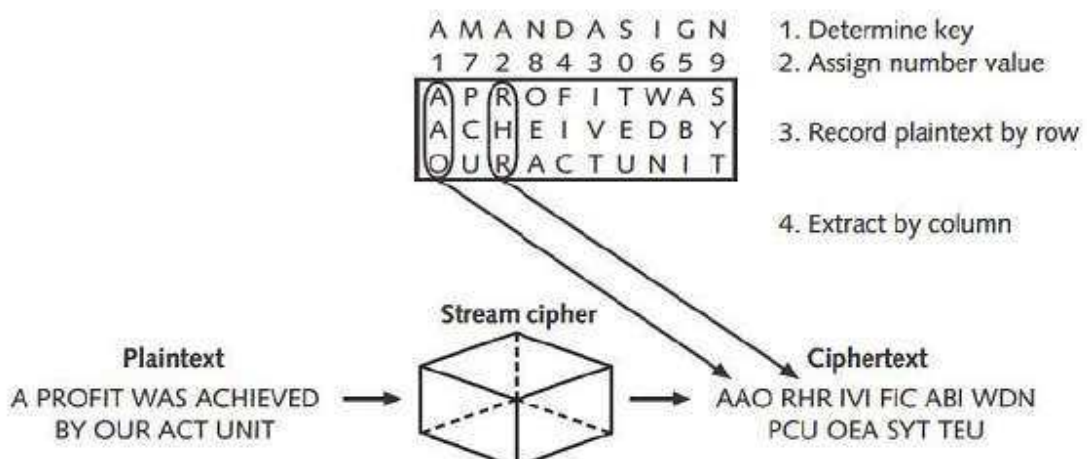 A M A N D A S I G N
1 7 2 8 4 3 0 6 5 9
A P R O F I T W A S
A C H E I V E D B Y
O U R A C T U N I T
1. Determine key
2. Assign number value
3. Record plaintext by row
4. Extract by column
Stream cipher
Plaintext
A PROFIT WAS ACHIEVED
BY OUR ACT UNIT
Ciphertext
AAO RHR IVI FIC ABI WDN
PCU OEA SYT TEU